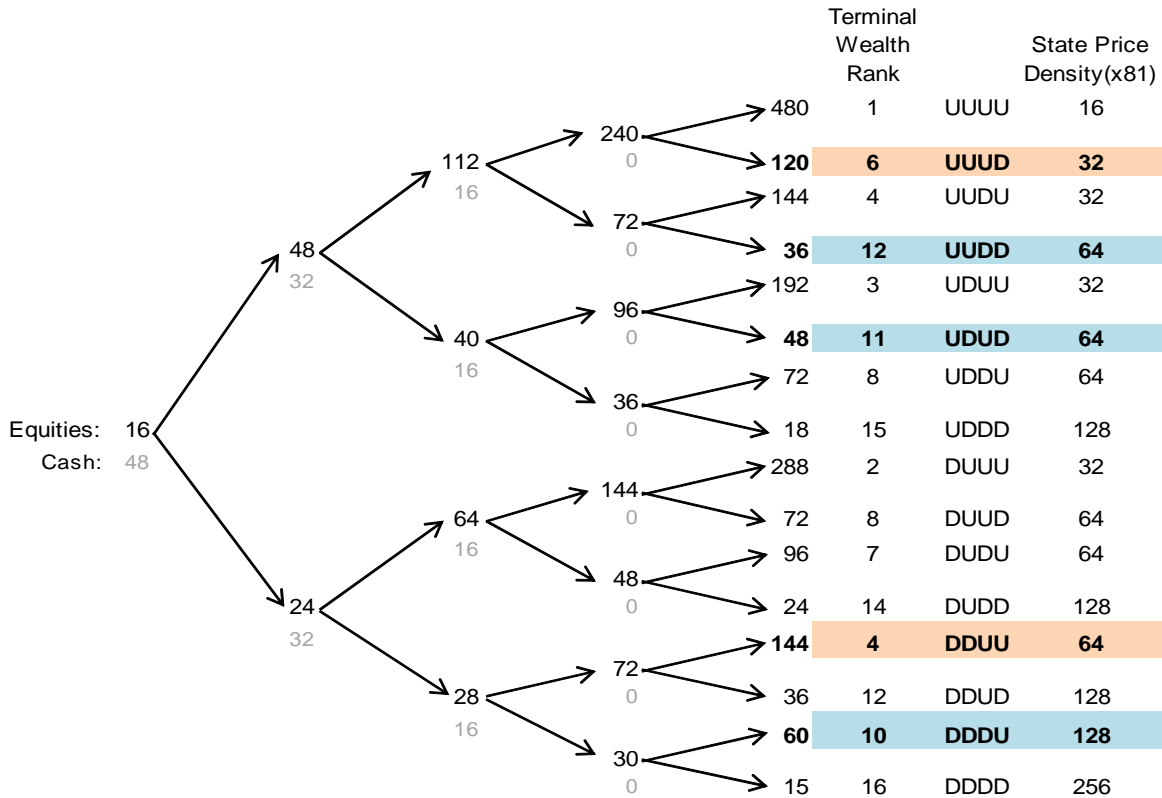 Terminal
Wealth
State Price
Rank
Density(x81)
480 1 UUUU 16
240
0
120 6 UUUD 32
112
16
144 4 UUDU 32
72
0
48
32
36 12 UUDD 64
192 3 UDUU 32
96
0
48 11 UDUD 64
40
16
72 8 UDDU 64
36
0
Equities: 16
18 15 UDDD 128
Cash: 48
288 2 DUUU 32
144
0
64
16
72 8 DUUD 64
96 7 DUDU 64
48
0
24
32
24 14 DUDD 128
144 4 DDUU 64
72
0
28
16
36 12 DDUD 128
60 10 DDDU 128
30
0
15 16 DDDD 256